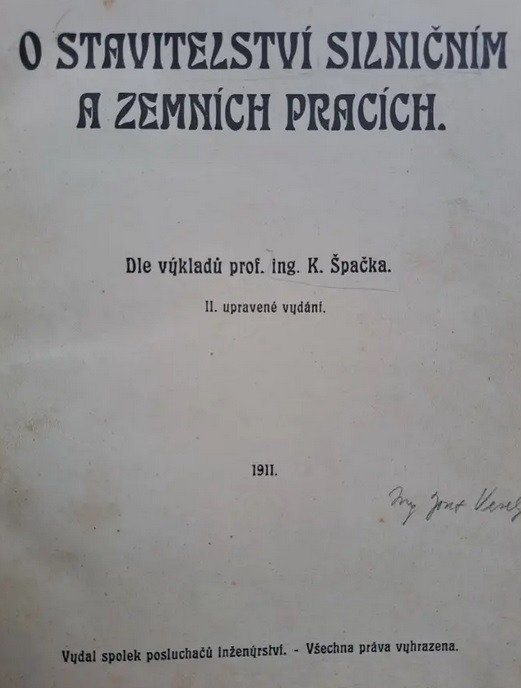 O STAVITELSTVÍ SILNIČNÍM
A ZEMNÍCH PRACÍCH.
Dle výkladů prof. ing. K. Špačka.
II. upravené vydání.
1911.
Ing
Vydal spolek posluchačů inženýrství. - Všechna práva vyhrazena.